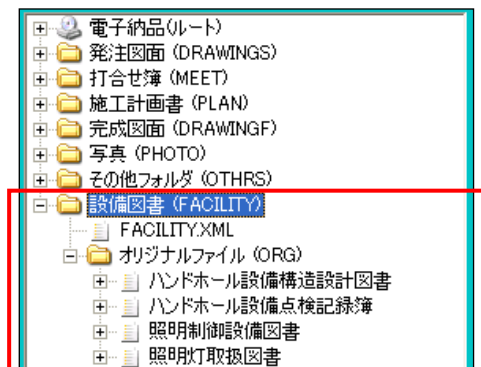 電子納品(ルート)
発注図面 (DRAWINGS)
打合せ簿 (MEET)
施工計画書 (PLAN)
完成図面 (DRAWINGF)
写真 (PHOTO)
その他フォルダ (OTHRS)
設備図書 (FACILITY)
FACILITY.XML
オリジナルファイル (ORG)
ハンドホール設備構造設計図書
ハンドホール設備点検記録簿
照明制御設備図書
照明灯取扱図書